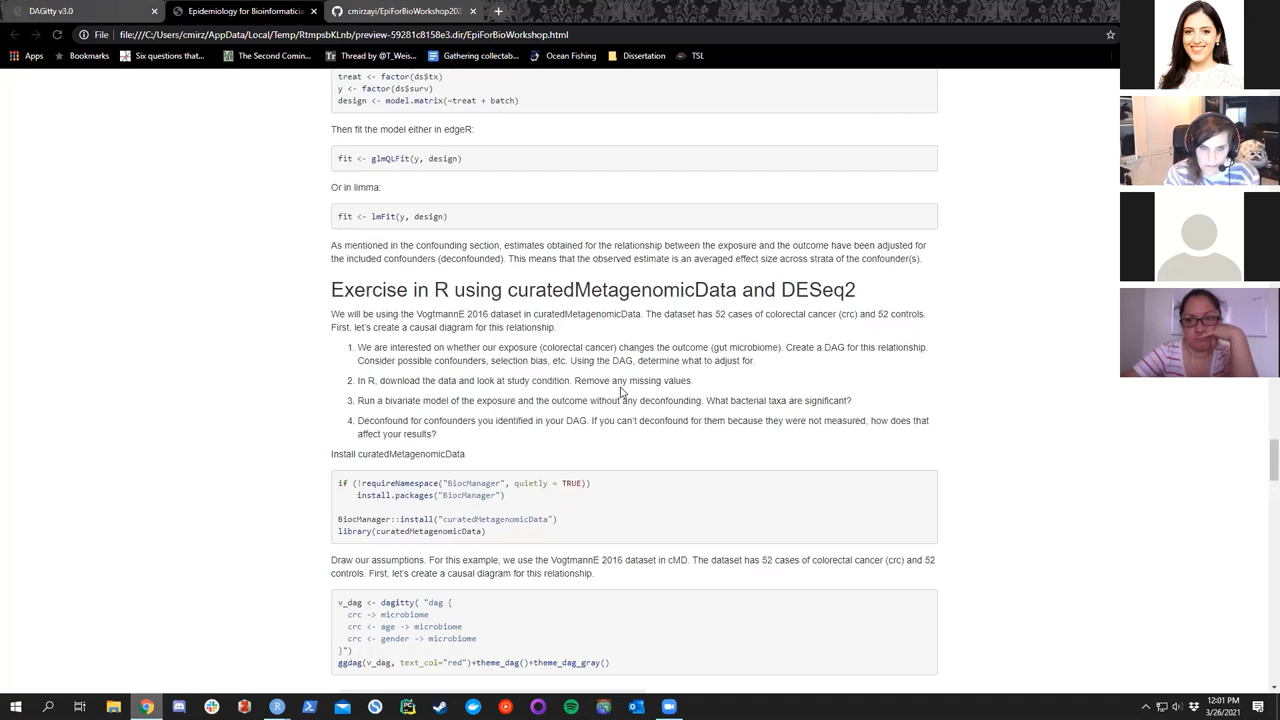 DAGitty v3.0
Epidemiology for Bioinformatics
cmirzayi/EpiForBioWorkshop202
File
file:///C:/Users/cmirz/AppData/Local/Temp/RtmpsbKLnb/preview-59281c8158e3.dir/EpiForBioWorkshop.html
Apps
Bookmarks
Six questions that...
The Second Comin...
Thread by @T_Weis...
Gathering collectab...
Ocean Fishing
Dissertation
TSL
treat <- factor(ds$tx)
y <- factor(ds$surv)
design <- model.matrix(~treat + batch)
Then fit the model either in edgeR:
fit <- glmQLFit(y, design)
Or in limma:
fit <- lmFit(y, design)
As mentioned in the confounding section, estimates obtained for the relationship between the exposure and the outcome have been adjusted for
the included confounders (deconfounded). This means that the observed estimate is an averaged effect size across strata of the confounder(s).
Exercise in R using curatedMetagenomicData and DESeq2
We will be using the VogtmannE 2016 dataset in curatedMetagenomicData. The dataset has 52 cases of colorectal cancer (crc) and 52 controls.
First, let's create a causal diagram for this relationship.
1. We are interested on whether our exposure (colorectal cancer) changes the outcome (gut microbiome). Create a DAG for this relationship.
Consider possible confounders, selection bias, etc. Using the DAG, determine what to adjust for.
2. In R, download the data and look at study condition. Remove any missing values.
3. Run a bivariate model of the exposure and the outcome without any deconfounding. What bacterial taxa are significant?
4. Deconfound for confounders you identified in your DAG. If you can't deconfound for them because they were not measured, how does that
affect your results?
Install curatedMetagenomicData
if (!requireNamespace("BiocManager", quietly = TRUE))
install.packages("BiocManager")
BiocManager::install("curatedMetagenomicData")
library(curatedMetagenomicData)
Draw our assumptions. For this example, we use the VogtmannE 2016 dataset in cMD. The dataset has 52 cases of colorectal cancer (crc) and 52
controls. First, let's create a causal diagram for this relationship.
v_dag <- dagitty( "dag {
crc -> microbiome
crc <- age -> microbiome
crc <- gender -> microbiome
}")
ggdag(v_dag, text_col="red")+theme_dag()+theme_dag_gray()
12:01 PM
3/26/2021